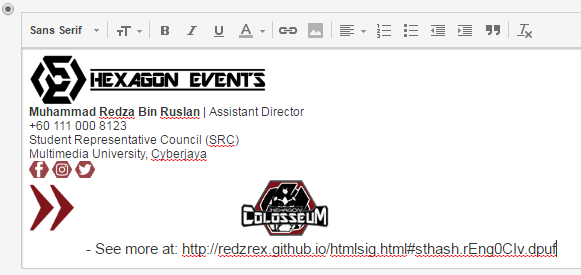 Sans Serif
HEXAGON EVENTS
Muhammad Redza Bin Ruslan | Assistant Director
+60 111 000 8123
Student Representative Council (SRC)
Multimedia University, Cyberjaya
HEXAGON
COLOSSEUM
- See more at: http://redzrex.github.io/htmlsig.html#sthash.rEng0CIv.dpuf